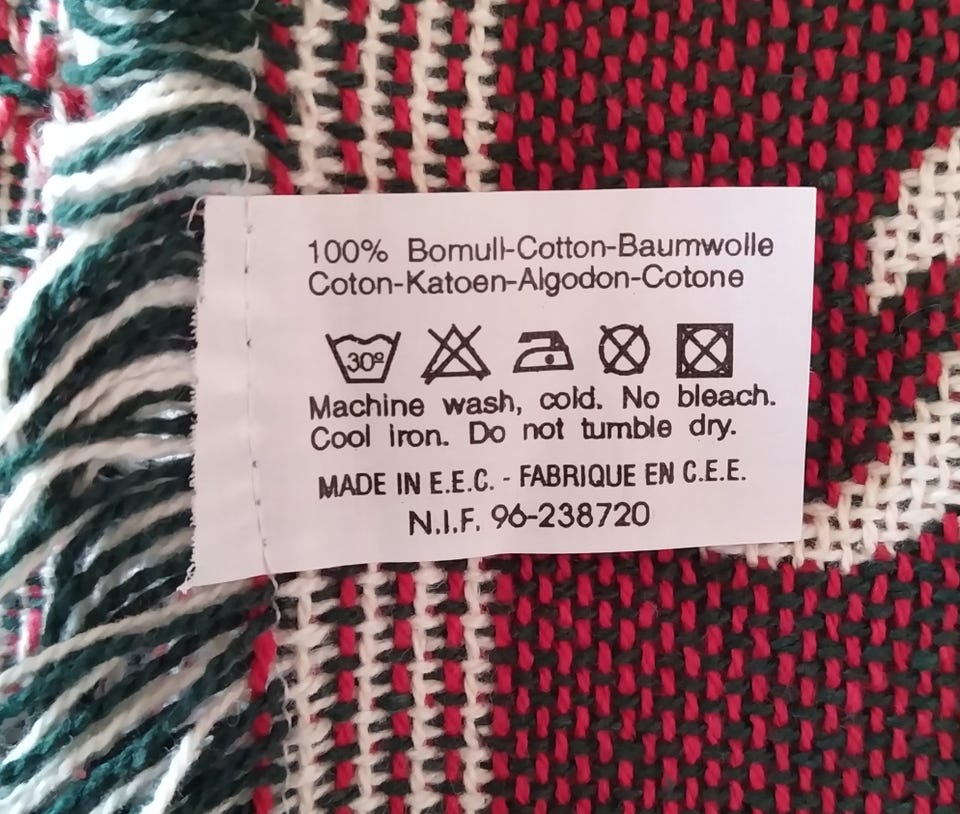 100% Bomull-Cotton-Baumwolle
Coton-Katoen-Algodon-Cotone
30º
Machine wash, cold. No bleach.
Cool iron. Do not tumble dry.
MADE IN E.E.C. - FABRIQUE EN C.E.E.
N.I.F. 96-238720